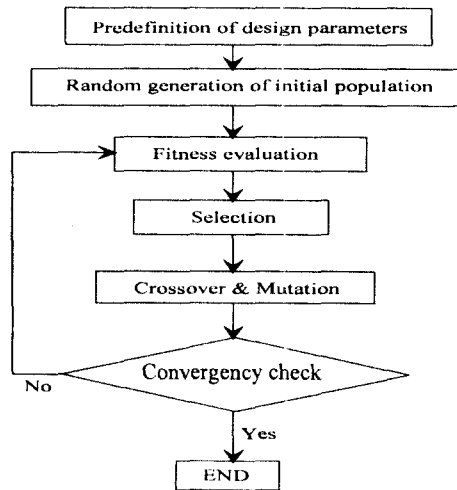 Predefinition of design parameters
Random generation of initial population
Fitness evaluation
Selection
Crossover & Mutation
Convergency check
No
Yes
END